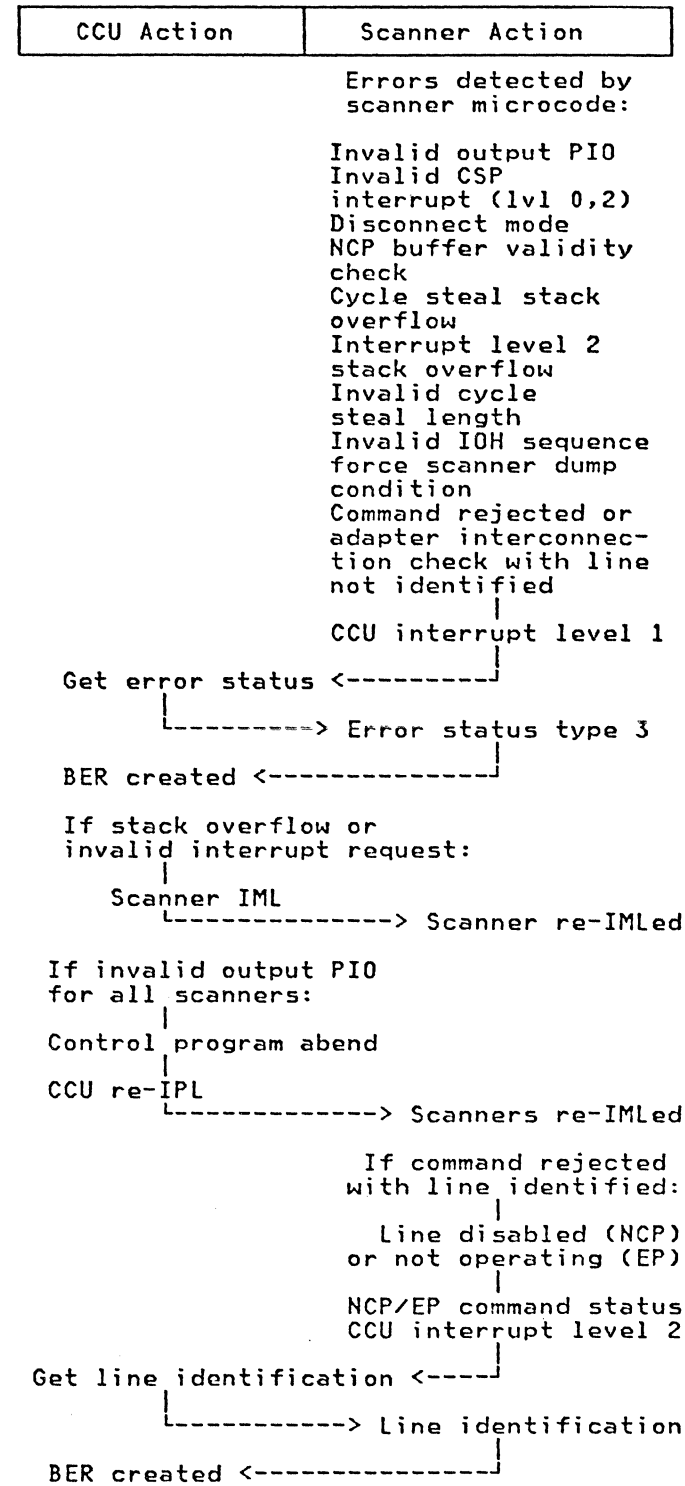 CCU Action Scanner Action
Errors detected by
scanner microcode:
Invalid output PIO
Invalid CSP
interrupt (lvl 0,2)
Disconnect mode
NCP buffer validity
check
Cycle steal stack
overflow
Interrupt level 2
stack overflow
Invalid cycle
steal length
Invalid IOH sequence
force scanner dump
condition
Command rejected or
adapter interconnec-
tion check with line
not identified
CCU interrupt level 1
Get error status <----------
----------> Error status type 3
BER created <---------------
If stack overflow or
invalid interrupt request:
Scanner IML
---------------> Scanner re-IMLed
If invalid output PIO
for all scanners:
Control program abend
CCU re-IPL
--------------> Scanners re-IMLed
If command rejected
with line identified:
Line disabled (NCP)
or not operating (EP)
NCP/EP command status
CCU interrupt level 2
Get line identification <-----
------------> Line identification
BER created <----------------